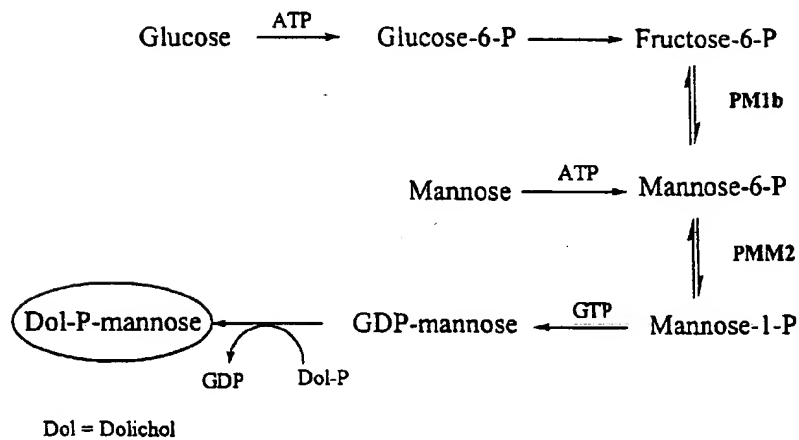 ATP
Glucose Glucose-6-P Fructose-6-P
PM1b
ATP
Mannose Mannose-6-P
PMM2
Dol-P-mannose GDP-mannose GTP Mannose-1-P
GDP Dol-P
Dol = Dolichol